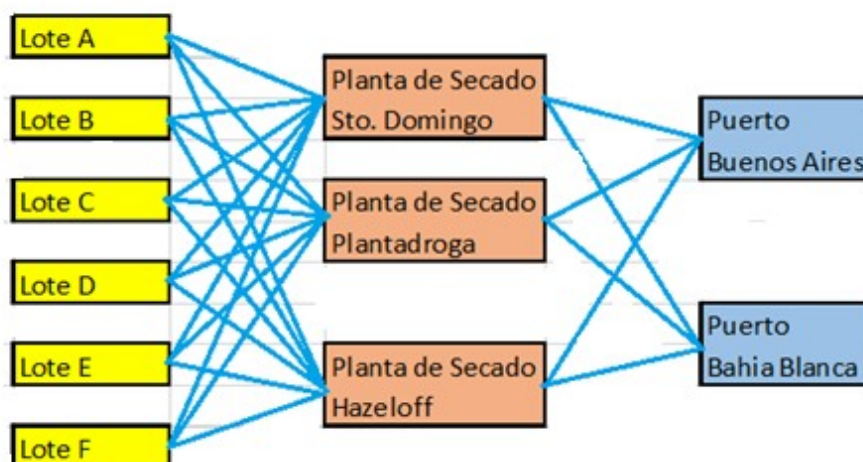 Lote A
Lote B
Lote C
Lote D
Lote E
Lote F
Planta de Secado
Sto. Domingo
Planta de Secado
Plantadroga
Planta de Secado
Hazeloff
Puerto
Buenos Aires
Puerto
Bahia Blanca